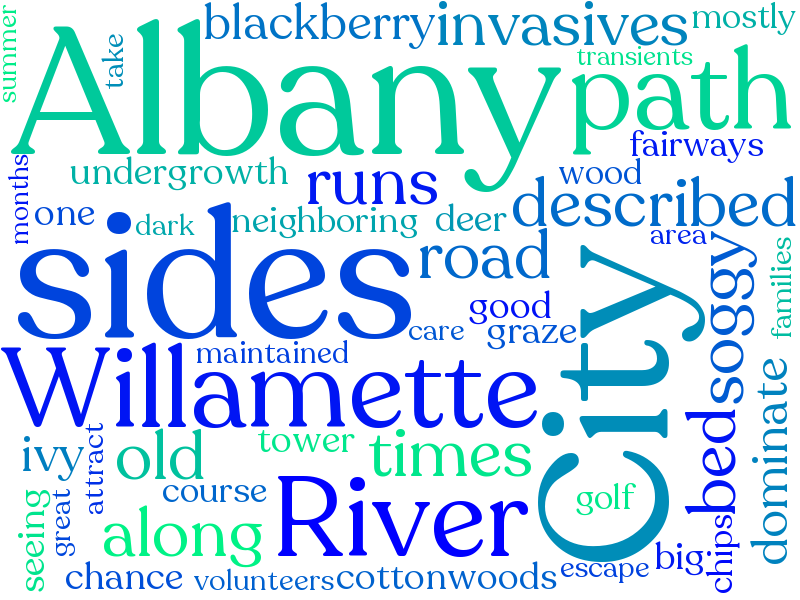 summer
Albany
take
blackberry
invasives
mostly
transients
path
fairways
months
undergrowth
runs
wood
described
one
dark
neighboring
deer
area
sides
road
City
soggy
families
good
care
graze
maintained
Willamette
dominate
ivy
attract
old
tower
times
bed
seeing
great
course
River
golf
along
chips
chance
volunteers
cottonwoods
escape
big